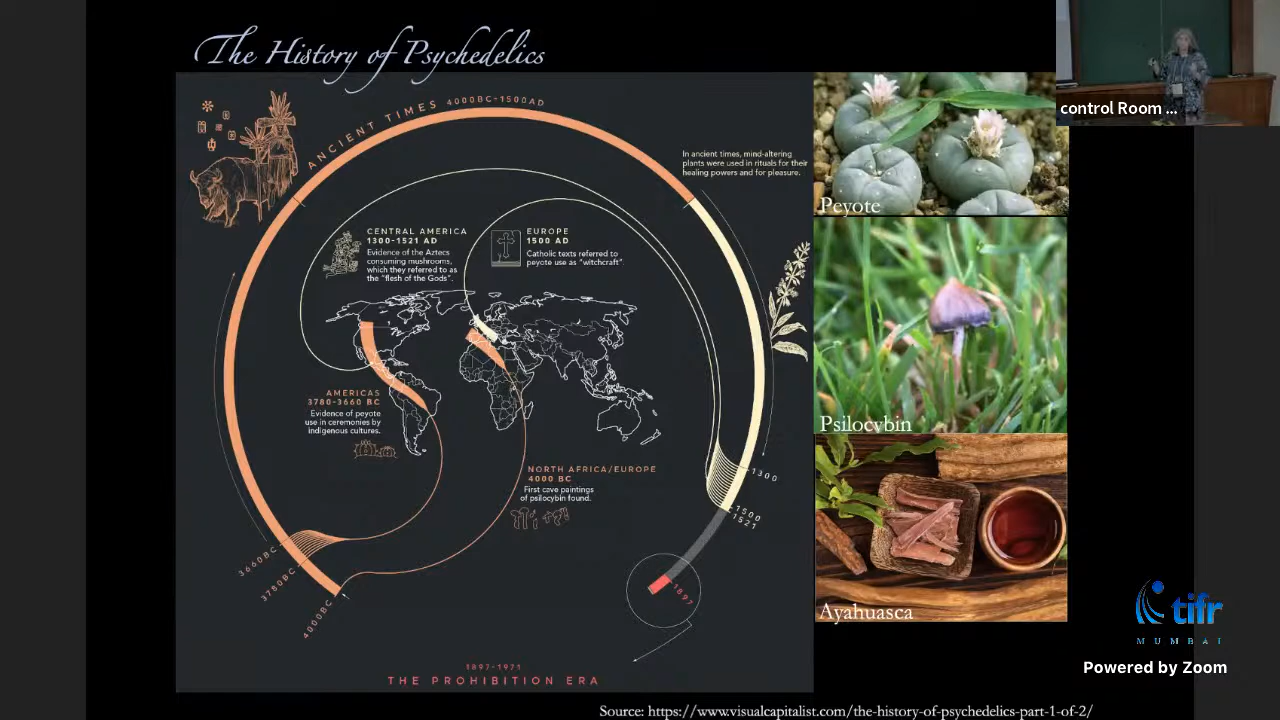 The History of Psychedelics
control Room ...
ANCIENT TIMES 4000BC-1500AD
In ancient times, mind-altering
plants were used in rituals for their
healing powers and for pleasure.
Peyote
CENTRAL AMERICA
1300-1521 AD
Evidence of the Aztecs
consuming mushrooms,
which they referred to as
the "flesh of the Gods".
EUROPE
1500 AD
Catholic texts referred to
peyote use as "witchcraft".
AMERICAS
3780-3660 BC
Evidence of peyote
use in ceremonies by
indigenous cultures.
Psilocybin
NORTH AFRICA/EUROPE
4000 BC
First cave paintings
of psilocybin found.
1300
1500
1521
3660BC
3780BC
4000BC
1897
Ayahuasca
tifr
MUMBAI
Powered by Zoom
1897-1971
THE PROHIBITION ERA
Source: https://www.visualcapitalist.com/the-history-of-psychedelics-part-1-of-2/